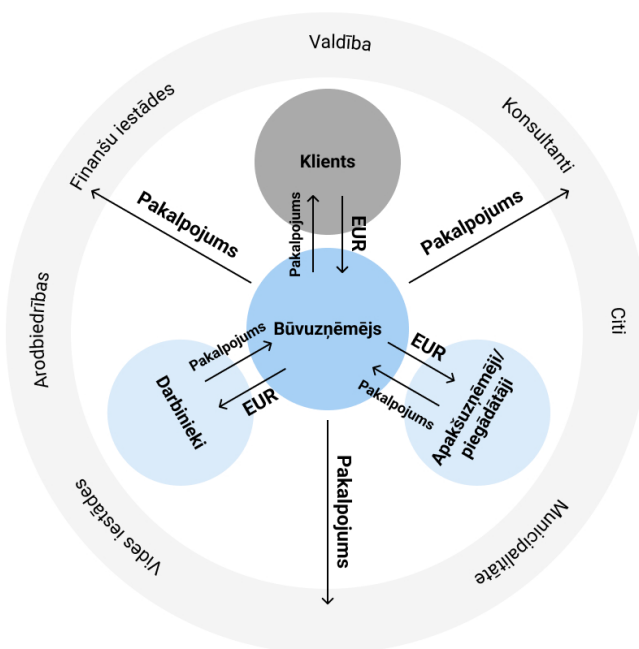 Valdība
Finanšu iestādes
Konsultanti
Klients
Pakalpojums
Pakalpojums
Pakalpojums
EUR
Arodbiedrības
Citi
Būvuzņēmējs
Pakalpojums
EUR
Darbinieki
EUR
Pakalpojums
Apakšuzņēmēji/
piegādātāji
Pakalpojums
Vides iestādes
Municipalitāte